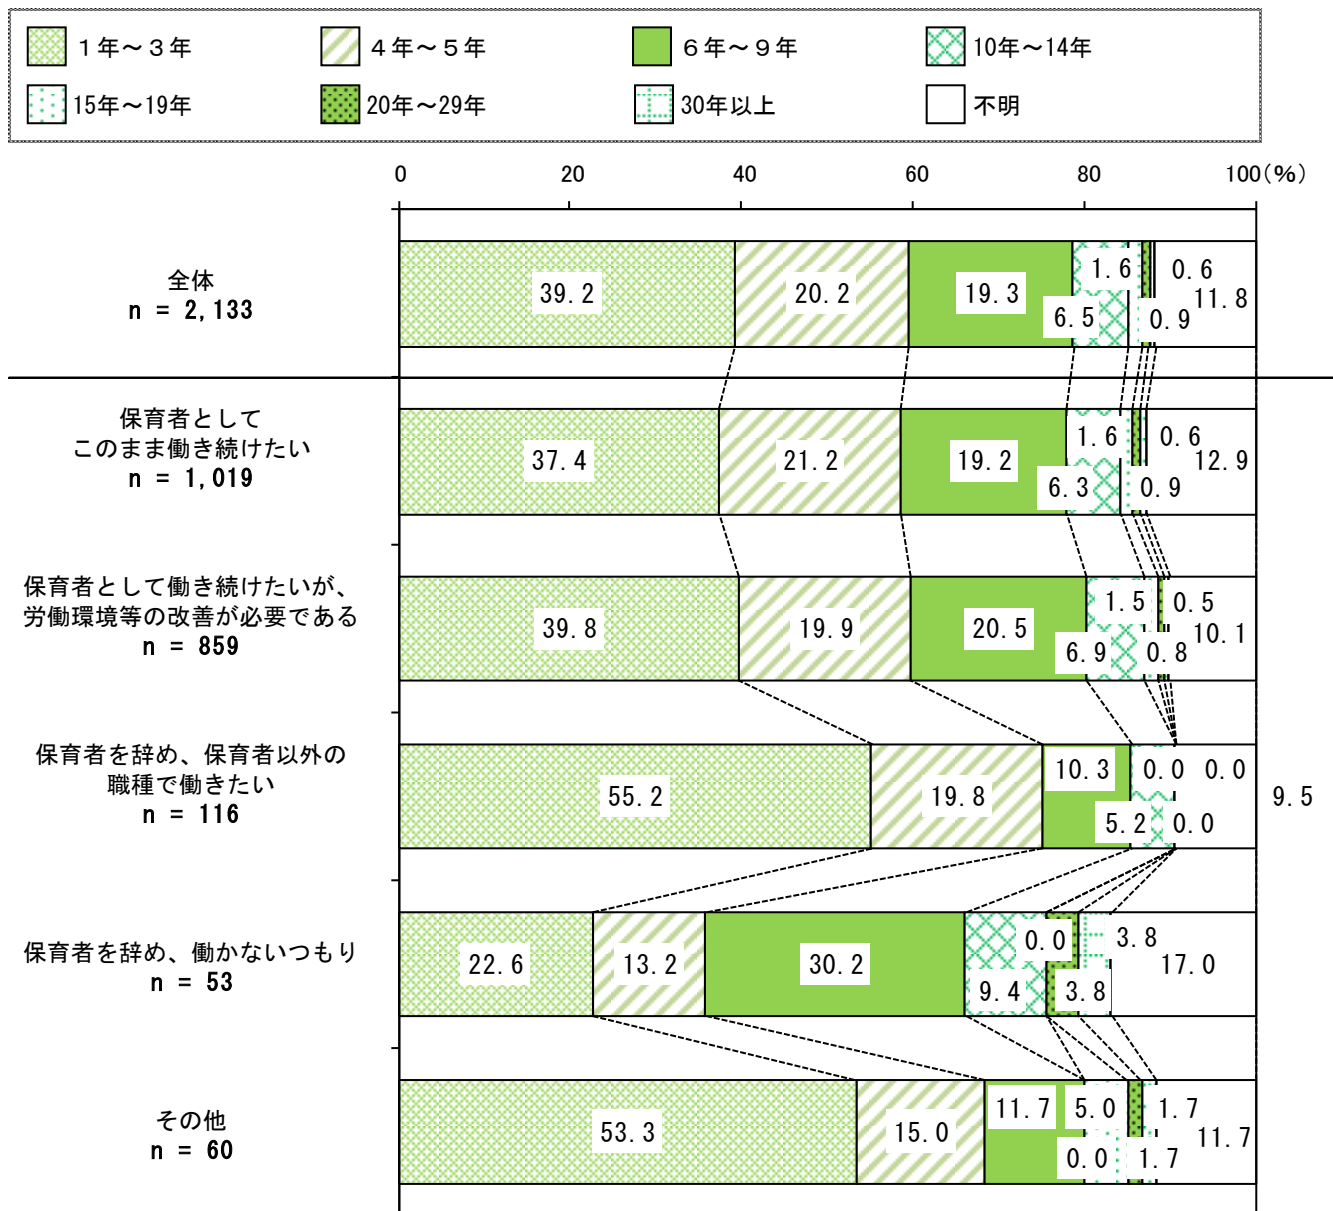 １年～３年
４年～５年
６年～９年
10年～14年
15年～19年
20年～29年
30年以上
不明
0 20 40 60 80 100(％)
全体
n = 2,133
39.2 20.2 19.3 6.5 1.6 0.9 0.6 11.8
保育者として
このまま働き続けたい
n = 1,019
37.4 21.2 19.2 6.3 1.6 0.9 0.6 12.9
保育者として働き続けたいが、
労働環境等の改善が必要である
n = 859
39.8 19.9 20.5 6.9 1.5 0.8 0.5 10.1
保育者を辞め、保育者以外の
職種で働きたい
n = 116
55.2 19.8 10.3 5.2 0.0 0.0 0.0 9.5
保育者を辞め、働かないつもり
n = 53
22.6 13.2 30.2 9.4 0.0 3.8 3.8 17.0
その他
n = 60
53.3 15.0 11.7 0.0 5.0 1.7 1.7 11.7